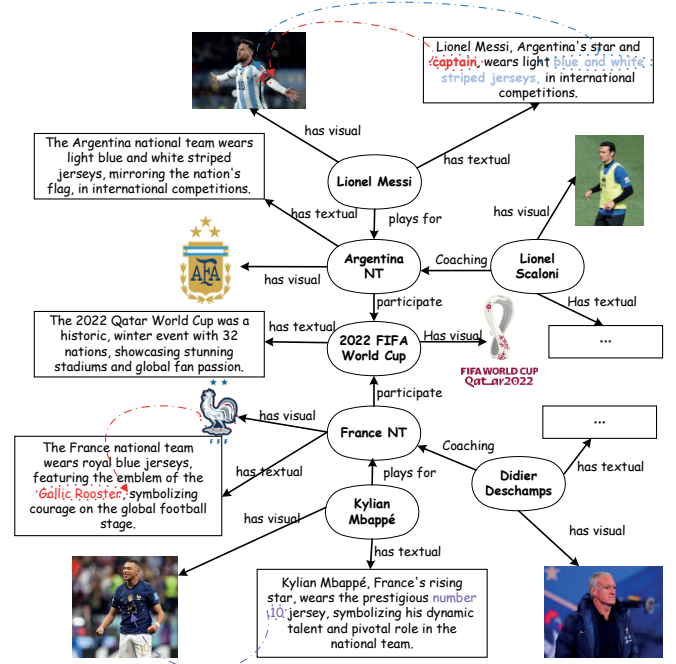 Lionel Messi, Argentina's star and
captain, wears light blue and white
striped jerseys, in international
competitions.
has visual
has textual
The Argentina national team wears
light blue and white striped
jerseys, mirroring the nation's
flag, in international competitions.
Lionel Messi
has textual
plays for
has visual
AFA
has visual
Argentina
NT
Coaching
Lionel
Scaloni
participate
Has textual
...
The 2022 Qatar World Cup was a
historic, winter event with 32
nations, showcasing stunning
stadiums and global fan passion.
has textual
2022 FIFA
World Cup
Has visual
FIFA WORLD CUP
Qatar2022
participate
...
FFF
has visual
France NT
Coaching
The France national team
wears royal blue jerseys,
featuring the emblem of the
Gallic Rooster, symbolizing
courage on the global football
stage.
has textual
plays for
has textual
Kylian
Mbappé
Didier
Deschamps
has visual
has visual
has textual
10
10
Kylian Mbappé, France's rising
star, wears the prestigious number
10 jersey, symbolizing his dynamic
talent and pivotal role in the
national team.